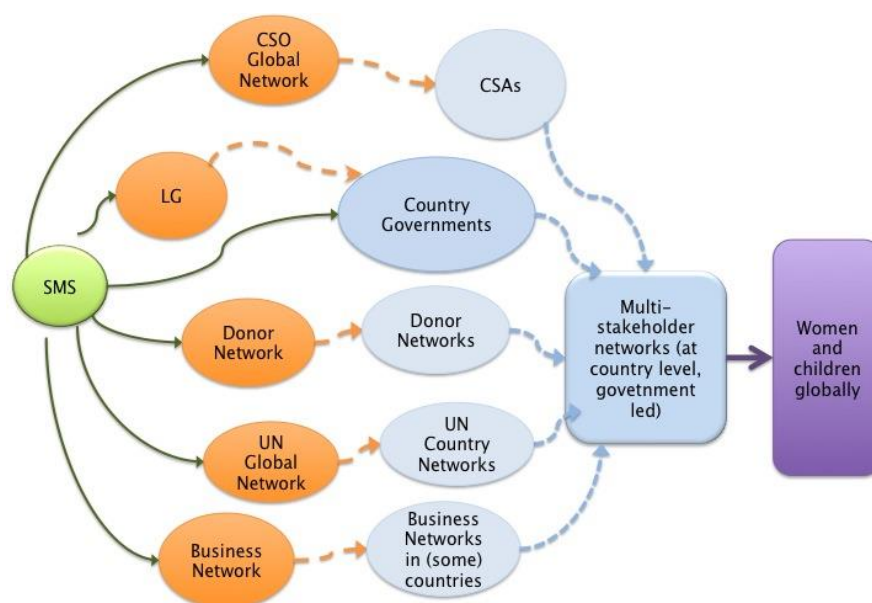 CSO
Global
Network
CSAs
LG
Country
Governments
SMS
Donor
Network
Donor
Networks
Multi-
stakeholder
networks (at
country level,
govetnment
led)
Women
and
children
globally
UN
Global
Network
UN
Country
Networks
Business
Network
Business
Networks
in (some)
countries